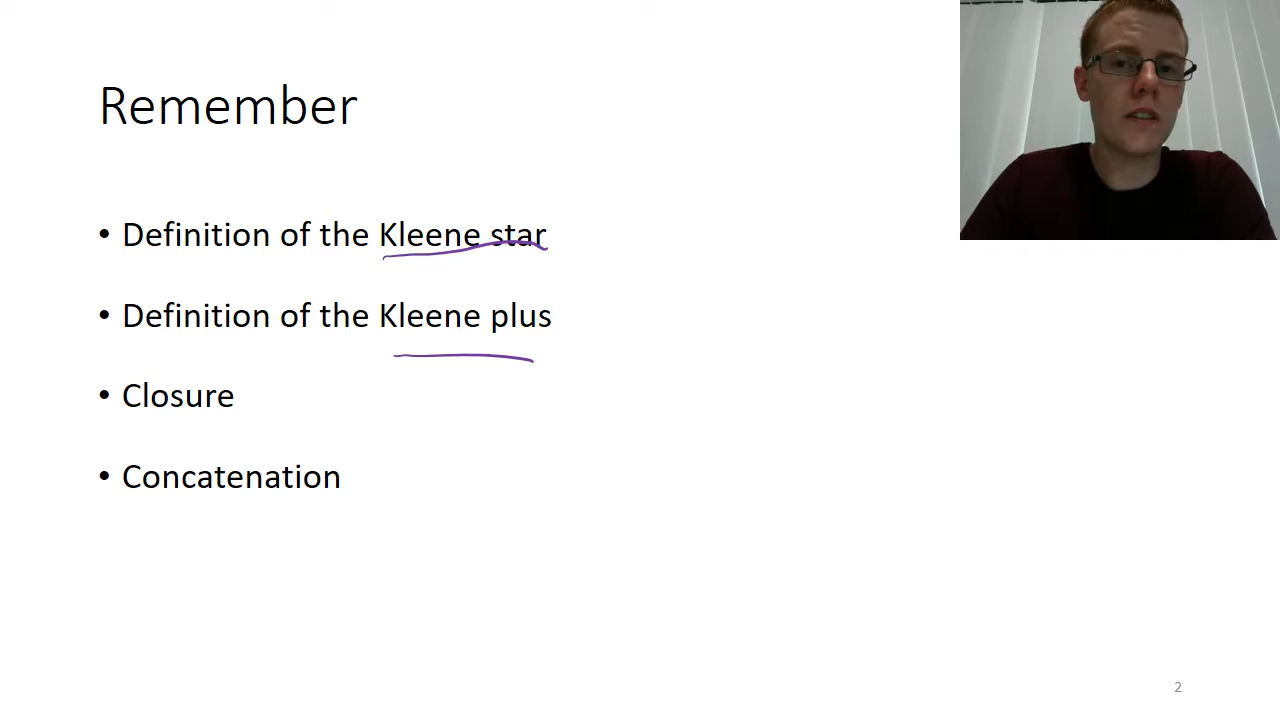 Remember
• Definition of the Kleene star
• Definition of the Kleene plus
• Closure
• Concatenation
2